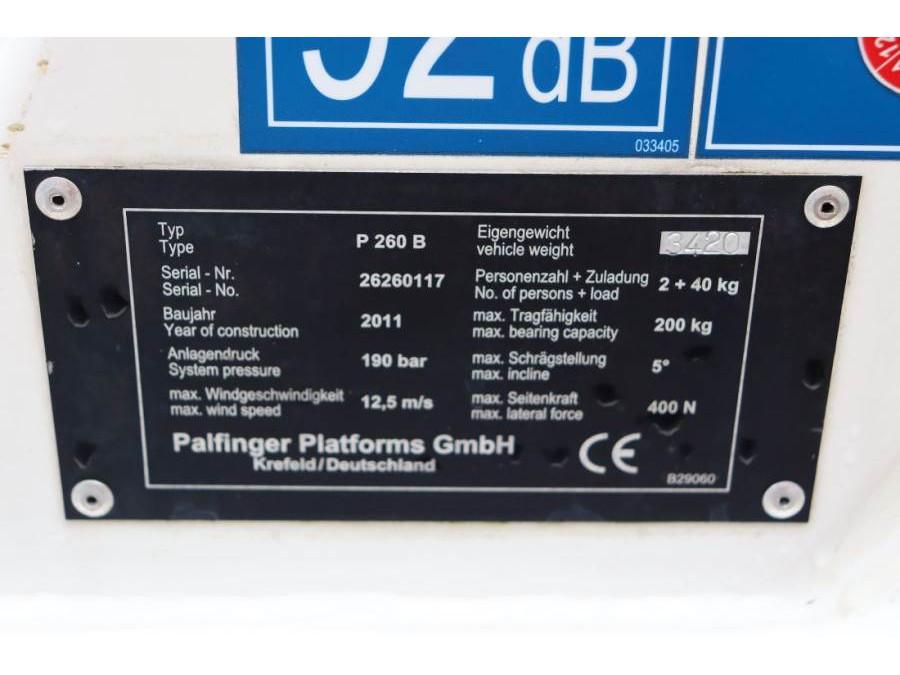 92 dB
033405
1/12
Typ
Type
P 260 B
Serial - Nr.
Serial - No.
26260117
Baujahr
Year of construction
2011
Anlagendruck
System pressure
190 bar
max. Windgeschwindigkeit
max. wind speed
12,5 m/s
Eigengewicht
vehicle weight
3420
Personenzahl + Zuladung
No. of persons + load
2 + 40 kg
max. Tragfähigkeit
max. bearing capacity
200 kg
max. Schrägstellung
max. incline
5°
max. Seitenkraft
max. lateral force
400 N
Palfinger Platforms GmbH
Krefeld/Deutschland
CE
B29060